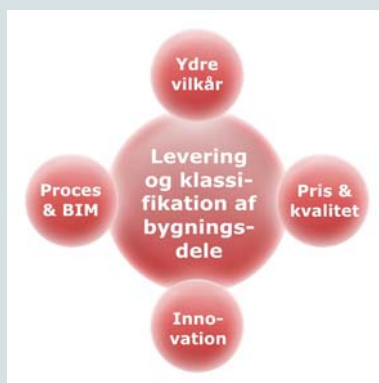 Ydre
vilkår
Levering
og klassi-
fikation af
bygnings-
dele
Proces
& BIM
Pris &
kvalitet
Inno-
vation